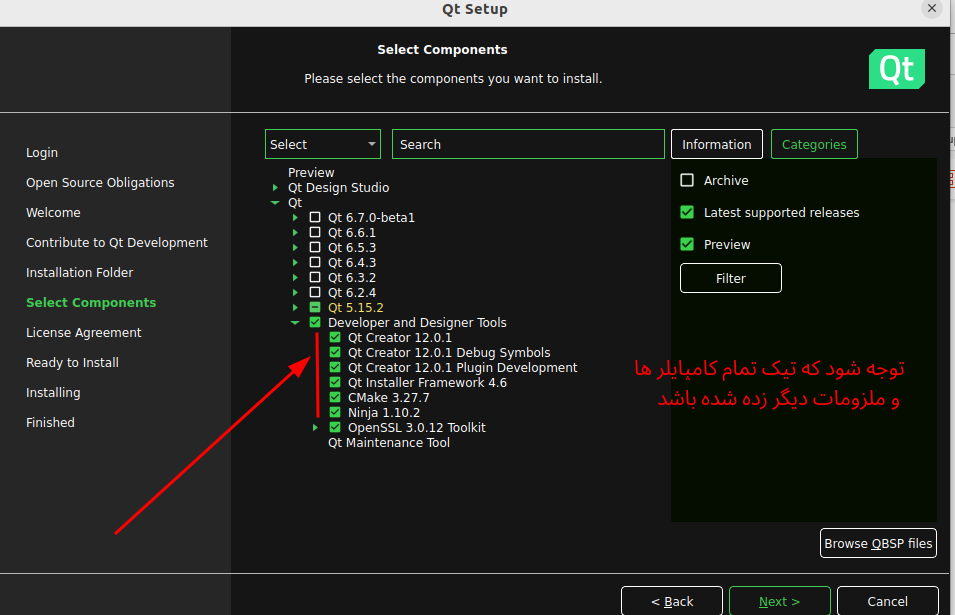 Qt Setup
Select Components
Please select the components you want to install.
Qt
Login
Open Source Obligations
Welcome
Contribute to Qt Development
Installation Folder
Select Components
License Agreement
Ready to Install
Installing
Finished
Select
Search
Information
Categories
Preview
Qt Design Studio
Qt
Qt 6.7.0-beta1
Qt 6.6.1
Qt 6.5.3
Qt 6.4.3
Qt 6.3.2
Qt 6.2.4
Qt 5.15.2
Developer and Designer Tools
Qt Creator 12.0.1
Qt Creator 12.0.1 Debug Symbols
Qt Creator 12.0.1 Plugin Development
Qt Installer Framework 4.6
CMake 3.27.7
Ninja 1.10.2
OpenSSL 3.0.12 Toolkit
Qt Maintenance Tool
Archive
Latest supported releases
Preview
Filter
توجه شود که تیک تمام کامپایلر ها
و ملزومات دیگر زده شده باشد
Browse QBSP files
< Back
Next >
Cancel